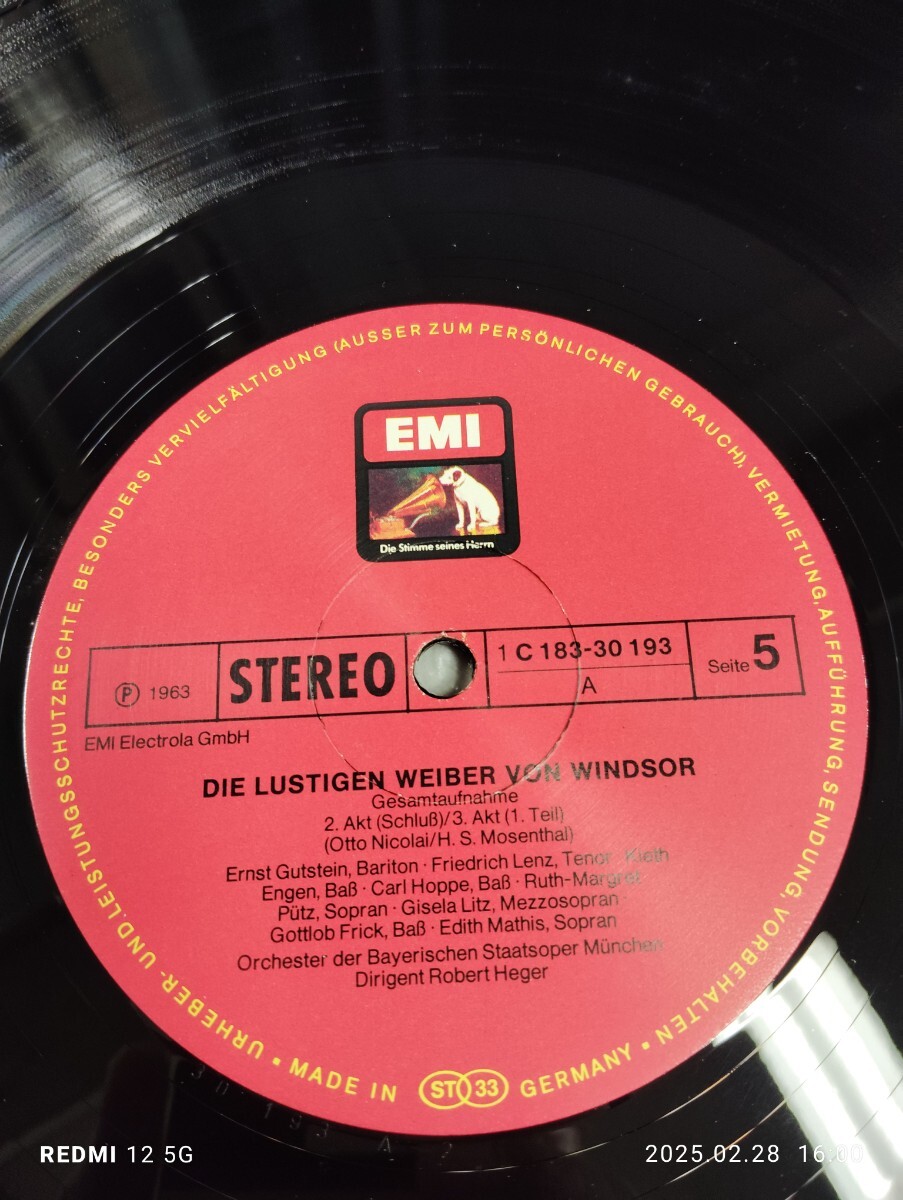 URHEBER- UND LEISTUNGSSCHUTZRECHTE, BESONDERS VERVIELFÄLTIGUNG (AUSSER ZUM PERSÖNLICHEN GEBRAUCH), VERMIETUNG, AUFFÜHRUNG, SENDUNG, VORBEHALTEN
EMI
Die Stimme seines Herrn
℗ 1963
STEREO
1 C 183-30 193
A
Seite 5
EMI Electrola GmbH
DIE LUSTIGEN WEIBER VON WINDSOR
Gesamtaufnahme
2. Akt (Schluß)/3. Akt (1. Teil)
(Otto Nicolai/H. S. Mosenthal)
Ernst Gutstein, Bariton · Friedrich Lenz, Tenor · Kieth
Engen, Baß · Carl Hoppe, Baß · Ruth-Margret
Pütz, Sopran · Gisela Litz, Mezzosopran
Gottlob Frick, Baß · Edith Mathis, Sopran
Orchester der Bayerischen Staatsoper München
Dirigent Robert Heger
MADE IN ST 33 GERMANY
REDMI 12 5G
2025.02.28